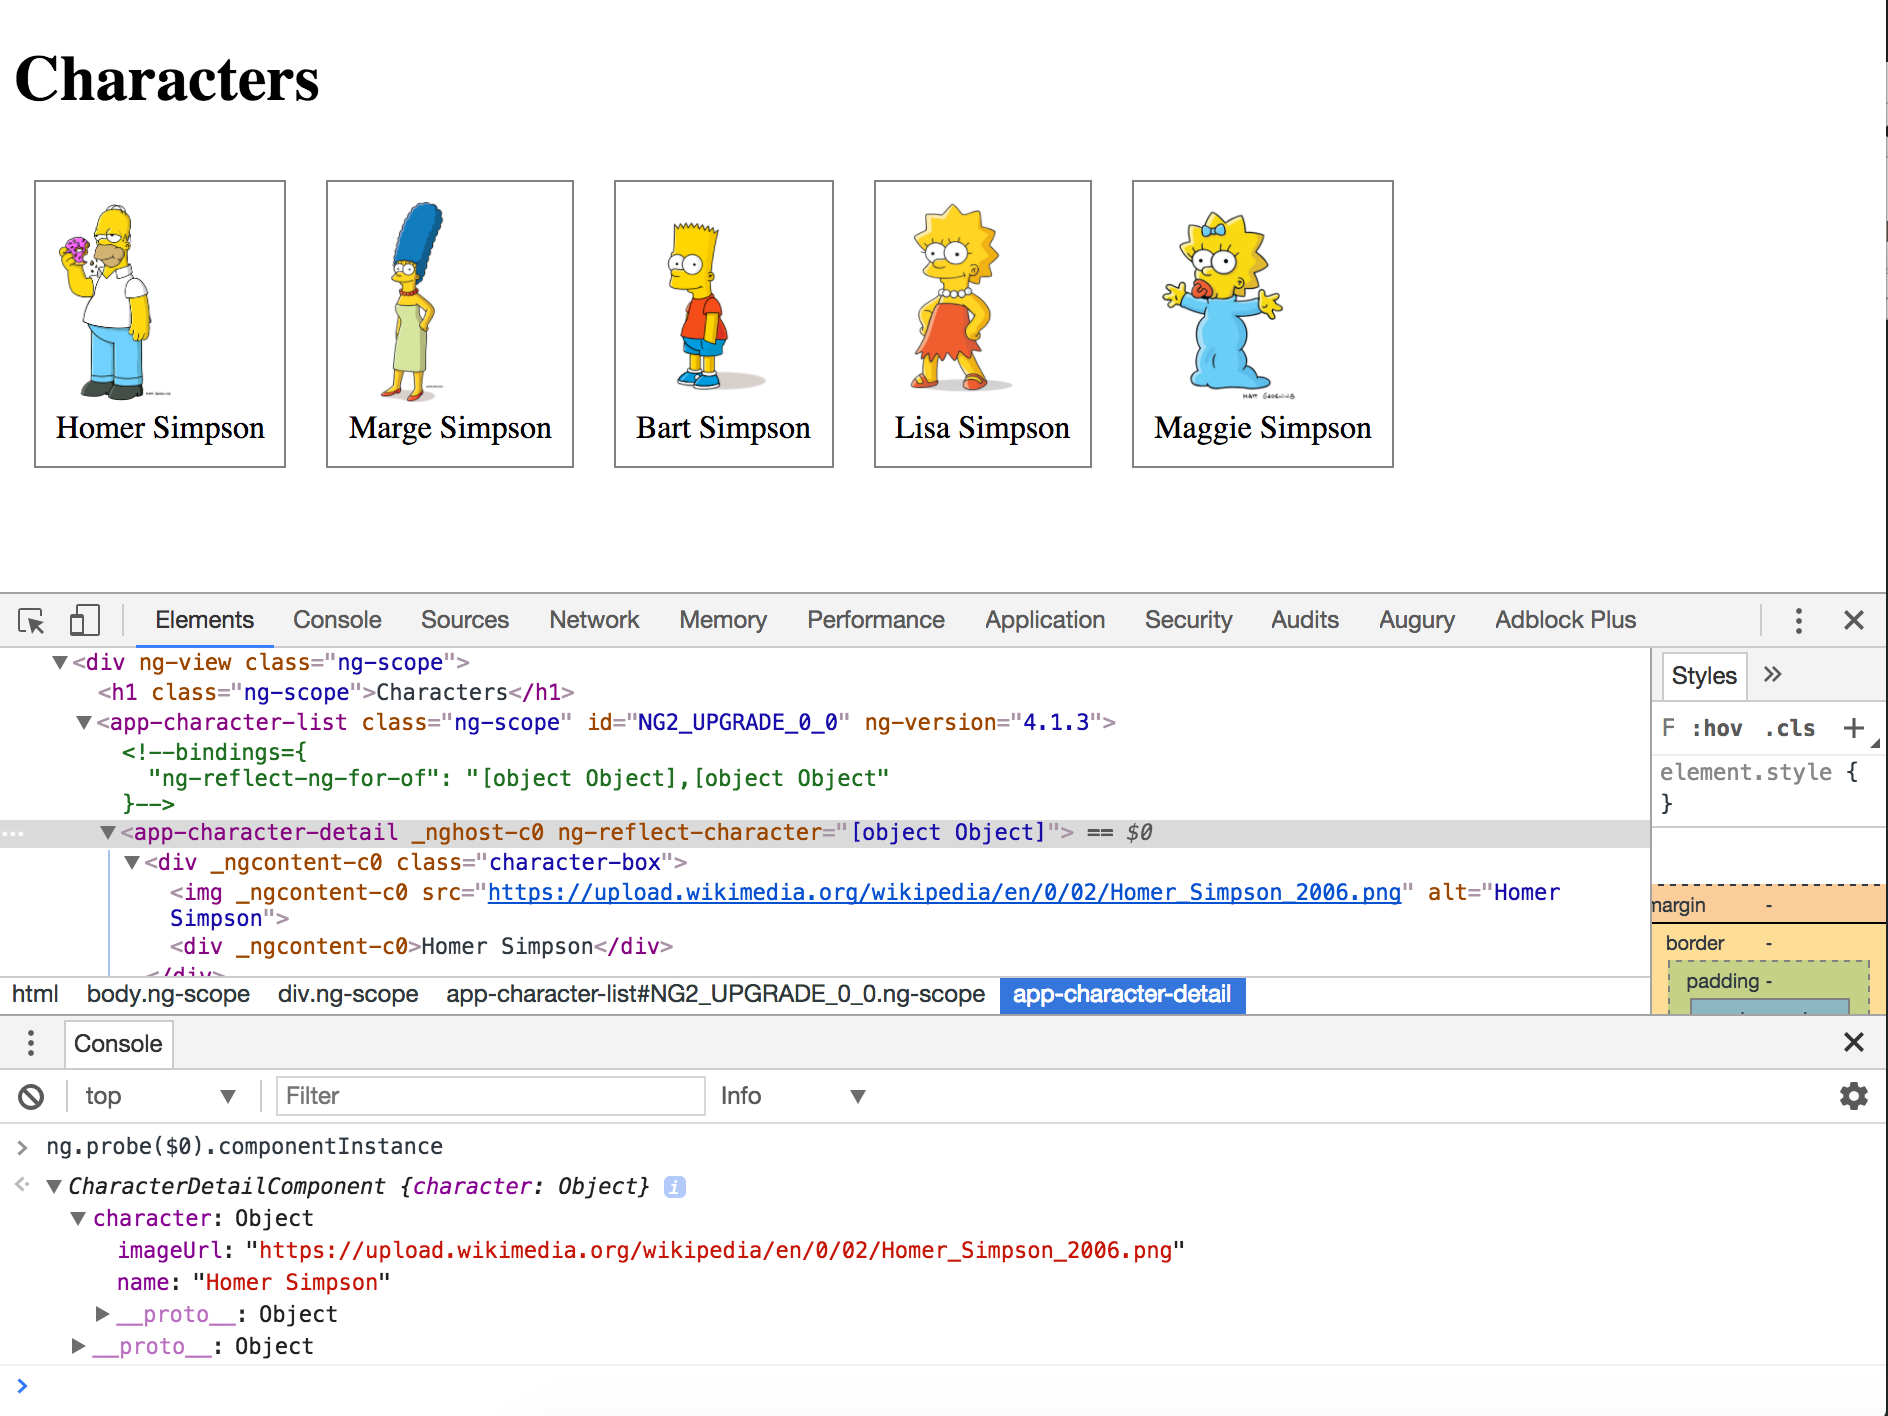 Characters
Homer Simpson
Marge Simpson
Bart Simpson
Lisa Simpson
MATT GROENING
Maggie Simpson
Elements Console Sources Network Memory Performance Application Security Audits Augury Adblock Plus
▼<div ng-view class="ng-scope">
<h1 class="ng-scope">Characters</h1>
▼<app-character-list class="ng-scope" id="NG2_UPGRADE_0_0" ng-version="4.1.3">
<!--bindings={
"ng-reflect-ng-for-of": "[object Object],[object Object"
}-->
... ▼<app-character-detail _nghost-c0 ng-reflect-character="[object Object]"> == $0
▼<div _ngcontent-c0 class="character-box">
<img _ngcontent-c0 src="https://upload.wikimedia.org/wikipedia/en/0/02/Homer_Simpson_2006.png" alt="Homer
Simpson">
<div _ngcontent-c0>Homer Simpson</div>
</div>
html body.ng-scope div.ng-scope app-character-list#NG2_UPGRADE_0_0.ng-scope app-character-detail
Styles »
F :hov .cls +
element.style {
}
margin -
border -
padding -
Console
top ▼ Filter Info ▼
> ng.probe($0).componentInstance
▼CharacterDetailComponent {character: Object} i
▼character: Object
imageUrl: "https://upload.wikimedia.org/wikipedia/en/0/02/Homer_Simpson_2006.png"
name: "Homer Simpson"
▶__proto__: Object
▶__proto__: Object
>